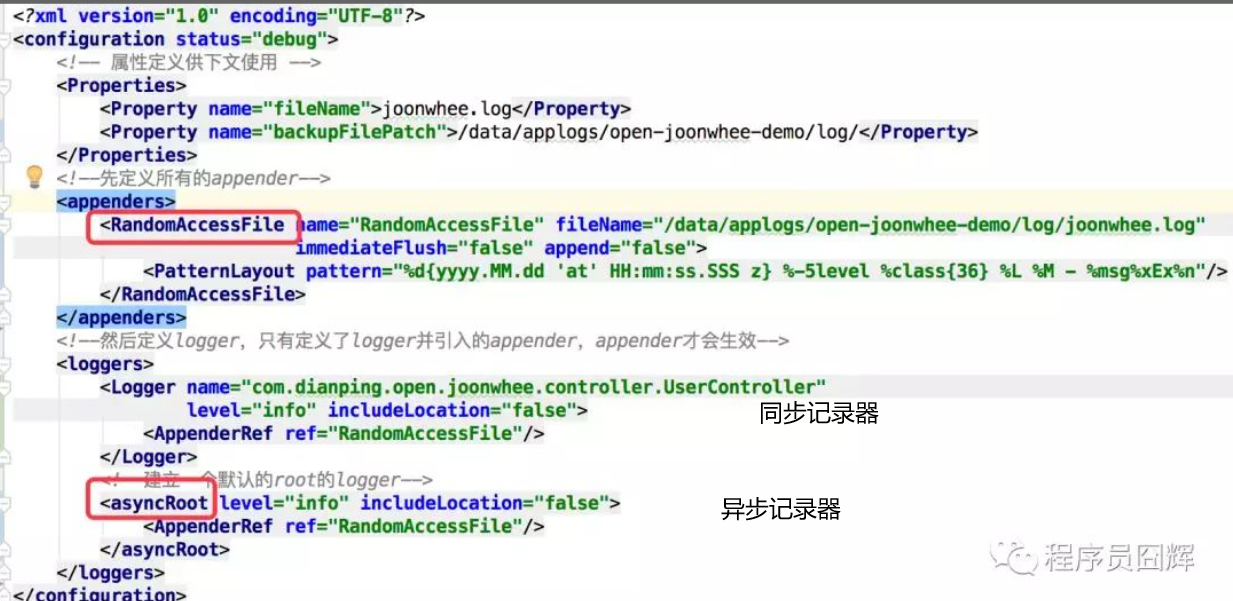 <?xml version="1.0" encoding="UTF-8"?>
<configuration status="debug">
<!-- 属性定义供下文使用 -->
<Properties>
<Property name="fileName">joonwhee.log</Property>
<Property name="backupFilePatch">/data/applogs/open-joonwhee-demo/log/</Property>
</Properties>
<!--先定义所有的appender-->
<appenders>
<RandomAccessFile name="RandomAccessFile" fileName="/data/applogs/open-joonwhee-demo/log/joonwhee.log"
immediateFlush="false" append="false">
<PatternLayout pattern="%d{yyyy.MM.dd 'at' HH:mm:ss.SSS z} %-5level %class{36} %L %M - %msg%xEx%n"/>
</RandomAccessFile>
</appenders>
<!--然后定义logger，只有定义了logger并引入的appender，appender才会生效-->
<loggers>
<Logger name="com.dianping.open.joonwhee.controller.UserController"
level="info" includeLocation="false">
同步记录器
<AppenderRef ref="RandomAccessFile"/>
</Logger>
<!--建立一个默认的root的logger-->
<asyncRoot level="info" includeLocation="false">
异步记录器
<AppenderRef ref="RandomAccessFile"/>
</asyncRoot>
</loggers>
</configuration>
程序员囧辉